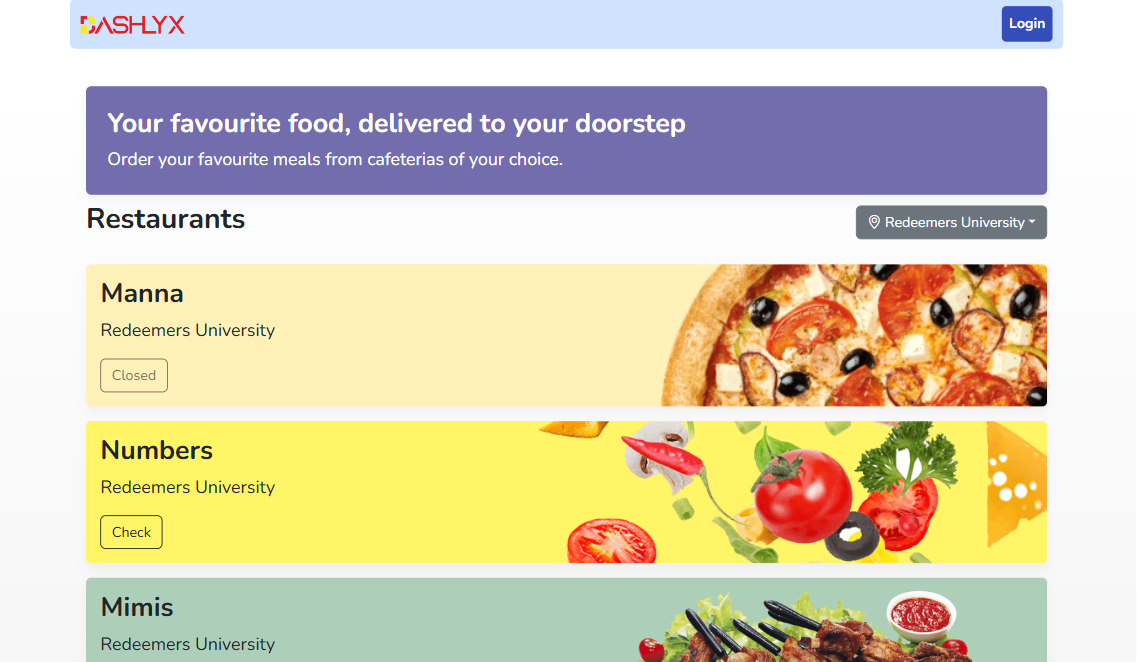 DASHLYX
Login
Your favourite food, delivered to your doorstep
Order your favourite meals from cafeterias of your choice.
Restaurants
Redeemers University
Manna
Redeemers University
Closed
Numbers
Redeemers University
Check
Mimis
Redeemers University